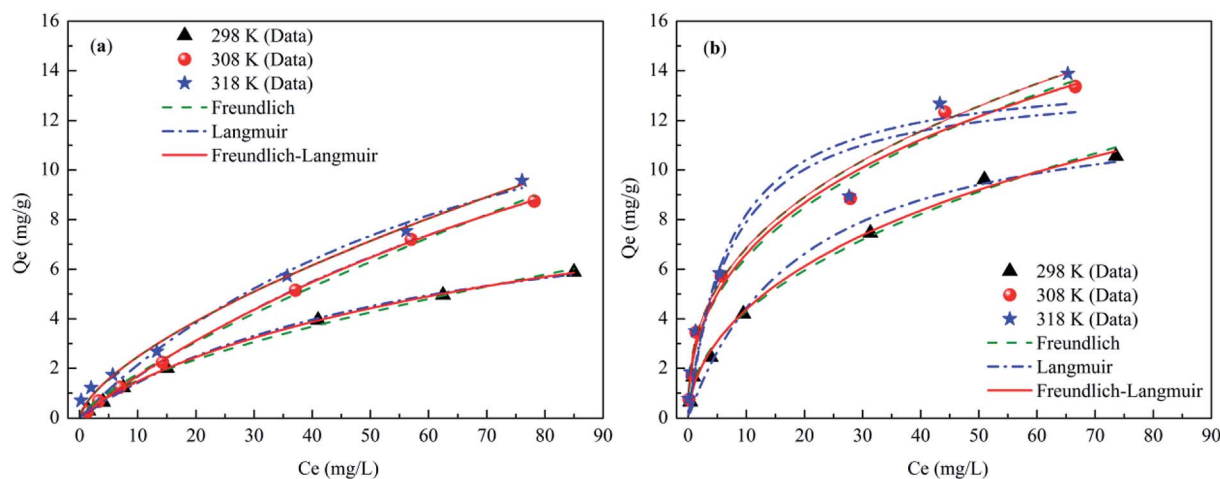 (a)
298 K (Data)
308 K (Data)
318 K (Data)
Freundlich
Langmuir
Freundlich-Langmuir
Qe (mg/g)
16
14
12
10
8
6
4
2
0
0 10 20 30 40 50 60 70 80 90
Ce (mg/L)
(b)
298 K (Data)
308 K (Data)
318 K (Data)
Freundlich
Langmuir
Freundlich-Langmuir
Qe (mg/g)
16
14
12
10
8
6
4
2
0
0 10 20 30 40 50 60 70 80 90
Ce (mg/L)